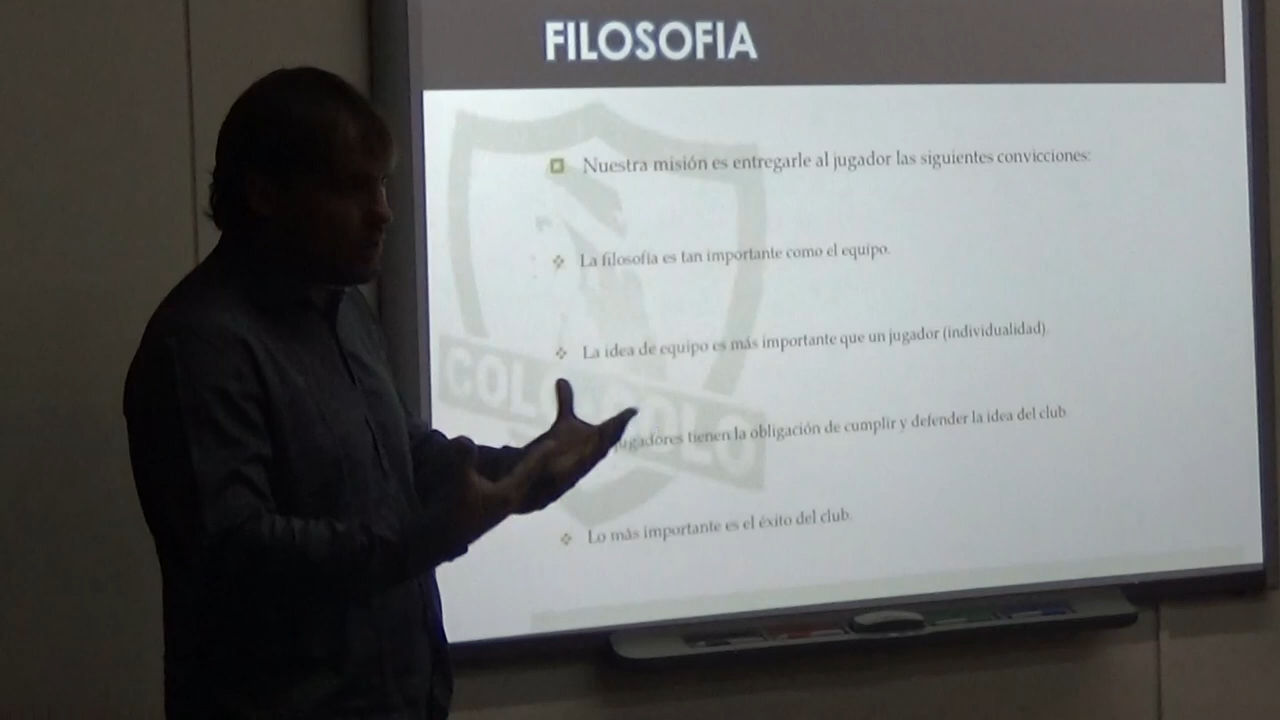 FILOSOFIA
Nuestra misión es entregarle al jugador las siguientes convicciones:
La filosofía es tan importante como el equipo.
La idea de equipo es más importante que un jugador (individualidad).
jugadores tienen la obligación de cumplir y defender la idea del club
Lo más importante es el éxito del club.
COLO-COLO